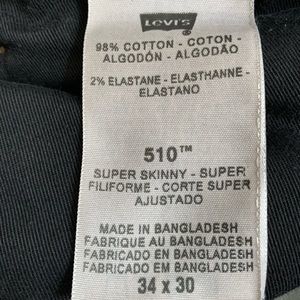 Levi's
®
98% COTTON - COTON -
ALGODÓN - ALGODÃO
2% ELASTANE - ELASTHANNE -
ELASTANO
510™
SUPER SKINNY - SUPER
FILIFORME - CORTE SUPER
AJUSTADO
MADE IN BANGLADESH
FABRIQUE AU BANGLADESH
FABRICADO EM BANGLADESH
FABRICADO EN BANGLADESH
34 x 30